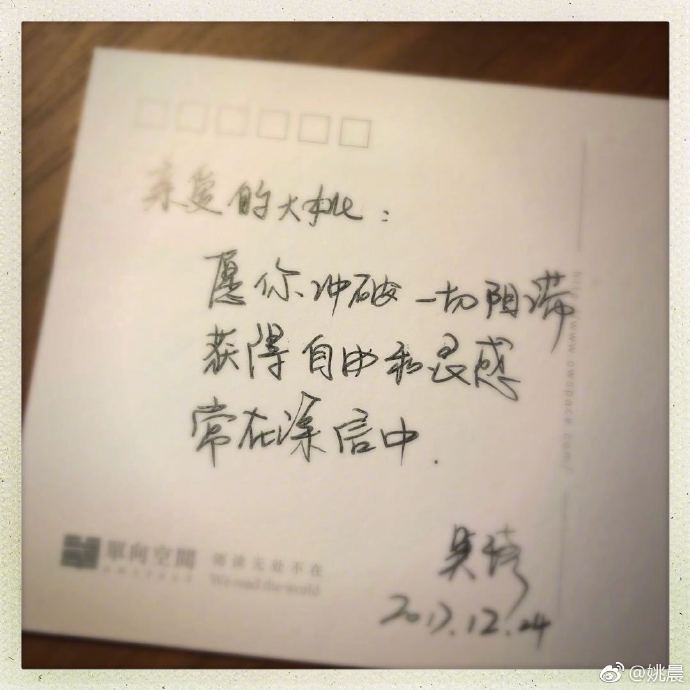 亲爱的大桃：
愿你冲破一切阻滞
获得自由和灵感
常在深信中.
吴琦
2017.12.24
單向空間
OWSPACE
阅读无处不在
We read the world
http://www.owspace.com/
@姚晨